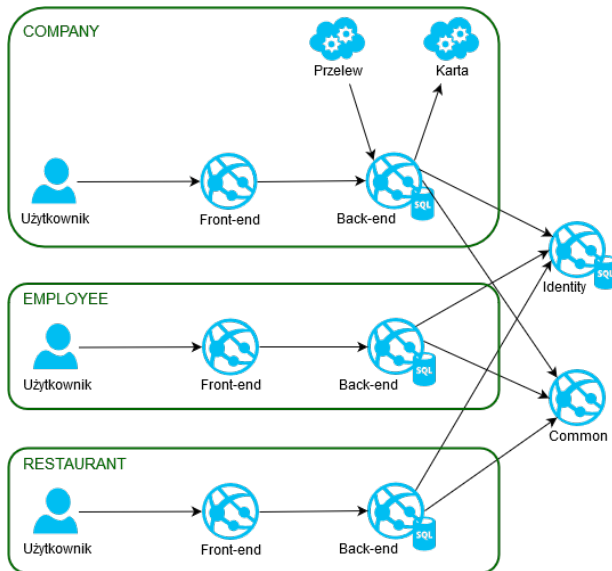 COMPANY
Przelew
Karta
Użytkownik
Front-end
Back-end
SQL
Identity
SQL
EMPLOYEE
Użytkownik
Front-end
Back-end
SQL
Common
RESTAURANT
Użytkownik
Front-end
Back-end
SQL